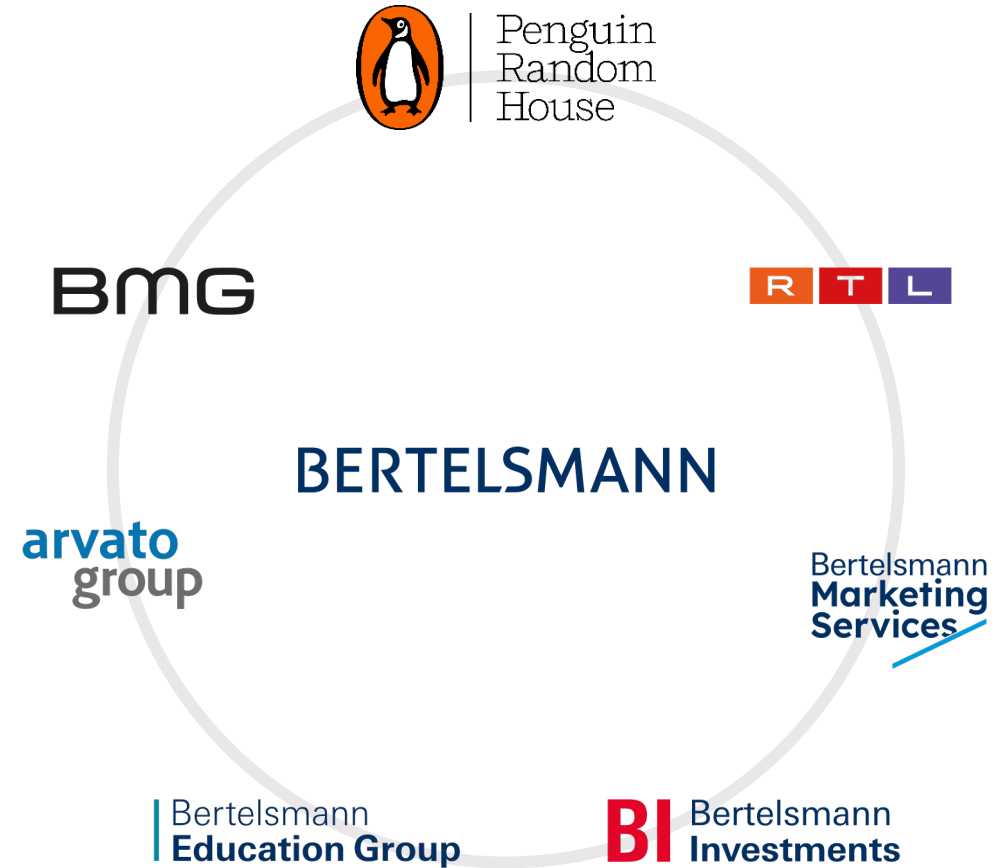 Penguin
Random
House
BMG
RTL
BERTELSMANN
arvato
group
Bertelsmann
Marketing
Services
Bertelsmann
Education Group
BI
Bertelsmann
Investments